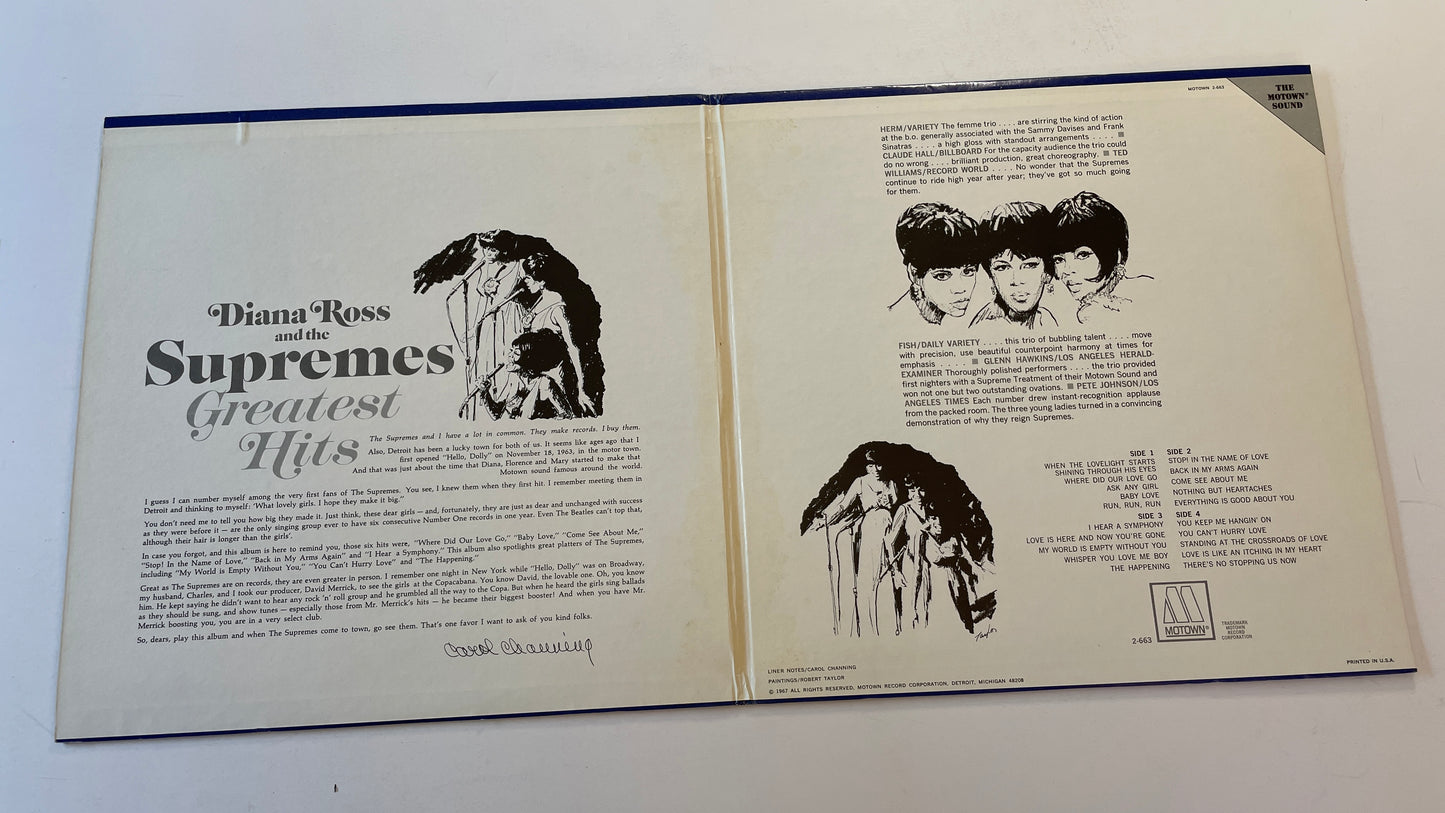 Diana Ross
and the
Supremes
Greatest
Hits
The Supremes and I have a lot in common. They make records. I buy them.
Also, Detroit has been a lucky town for both of us. It seems like ages ago that I
first opened "Hello, Dolly" on November 18, 1963, in the motor town.
And that was just about the time that Diana, Florence and Mary started to make that
Motown sound famous around the world.
I guess I can number myself among the very first fans of The Supremes. You see, I knew them when they first hit. I remember meeting them in
Detroit and thinking to myself: 'What lovely girls. I hope they make it big."
You don't need me to tell you how big they made it. Just think, these dear girls — and, fortunately, they are just as dear and unchanged with success
as they were before it — are the only singing group ever to have six consecutive Number One records in one year. Even The Beatles can't top that,
although their hair is longer than the girls'.
In case you forgot, and this album is here to remind you, those six hits were, "Where Did Our Love Go," "Baby Love," "Come See About Me,"
"Stop! In the Name of Love," "Back in My Arms Again" and "I Hear a Symphony." This album also spotlights great platters of The Supremes,
including "My World is Empty Without You," "You Can't Hurry Love" and "The Happening."
Great as The Supremes are on records, they are even greater in person. I remember one night in New York while "Hello, Dolly" was on Broadway,
my husband, Charles, and I took our producer, David Merrick, to see the girls at the Copacabana. You know David, the lovable one. Oh, you know
him. He kept saying he didn't want to hear any rock 'n' roll group and he grumbled all the way to the Copa. But when he heard the girls sing ballads
as they should be sung, and show tunes — especially those from Mr. Merrick's hits — he became their biggest booster! And when you have Mr.
Merrick boosting you, you are in a very select club.
So, dears, play this album and when The Supremes come to town, go see them. That's one favor I want to ask of you kind folks.
Carol Channing
MOTOWN 2-663
THE
MOTOWN®
SOUND
HERM/VARIETY The femme trio . . . . are stirring the kind of action
at the b.o. generally associated with the Sammy Davises and Frank
Sinatras . . . . a high gloss with standout arrangements . . . . ■
CLAUDE HALL/BILLBOARD For the capacity audience the trio could
do no wrong . . . . brilliant production, great choreography. ■ TED
WILLIAMS/RECORD WORLD . . . . No wonder that the Supremes
continue to ride high year after year; they've got so much going
for them.
FISH/DAILY VARIETY . . . . this trio of bubbling talent . . . . move
with precision, use beautiful counterpoint harmony at times for
emphasis . . . . ■ GLENN HAWKINS/LOS ANGELES HERALD-
EXAMINER Thoroughly polished performers . . . . the trio provided
first nighters with a Supreme Treatment of their Motown Sound and
won not one but two outstanding ovations. ■ PETE JOHNSON/LOS
ANGELES TIMES Each number drew instant-recognition applause
from the packed room. The three young ladies turned in a convincing
demonstration of why they reign Supremes.
SIDE 1
WHEN THE LOVELIGHT STARTS
SHINING THROUGH HIS EYES
WHERE DID OUR LOVE GO
ASK ANY GIRL
BABY LOVE
RUN, RUN, RUN
SIDE 2
STOP! IN THE NAME OF LOVE
BACK IN MY ARMS AGAIN
COME SEE ABOUT ME
NOTHING BUT HEARTACHES
EVERYTHING IS GOOD ABOUT YOU
SIDE 3
I HEAR A SYMPHONY
LOVE IS HERE AND NOW YOU'RE GONE
MY WORLD IS EMPTY WITHOUT YOU
WHISPER YOU LOVE ME BOY
THE HAPPENING
SIDE 4
YOU KEEP ME HANGIN' ON
YOU CAN'T HURRY LOVE
STANDING AT THE CROSSROADS OF LOVE
LOVE IS LIKE AN ITCHING IN MY HEART
THERE'S NO STOPPING US NOW
Taylor
2-663
M
MOTOWN®
TRADEMARK
MOTOWN
RECORD
CORPORATION
LINER NOTES/CAROL CHANNING
PAINTINGS/ROBERT TAYLOR
© 1967 ALL RIGHTS RESERVED, MOTOWN RECORD CORPORATION, DETROIT, MICHIGAN 48208
PRINTED IN U.S.A.